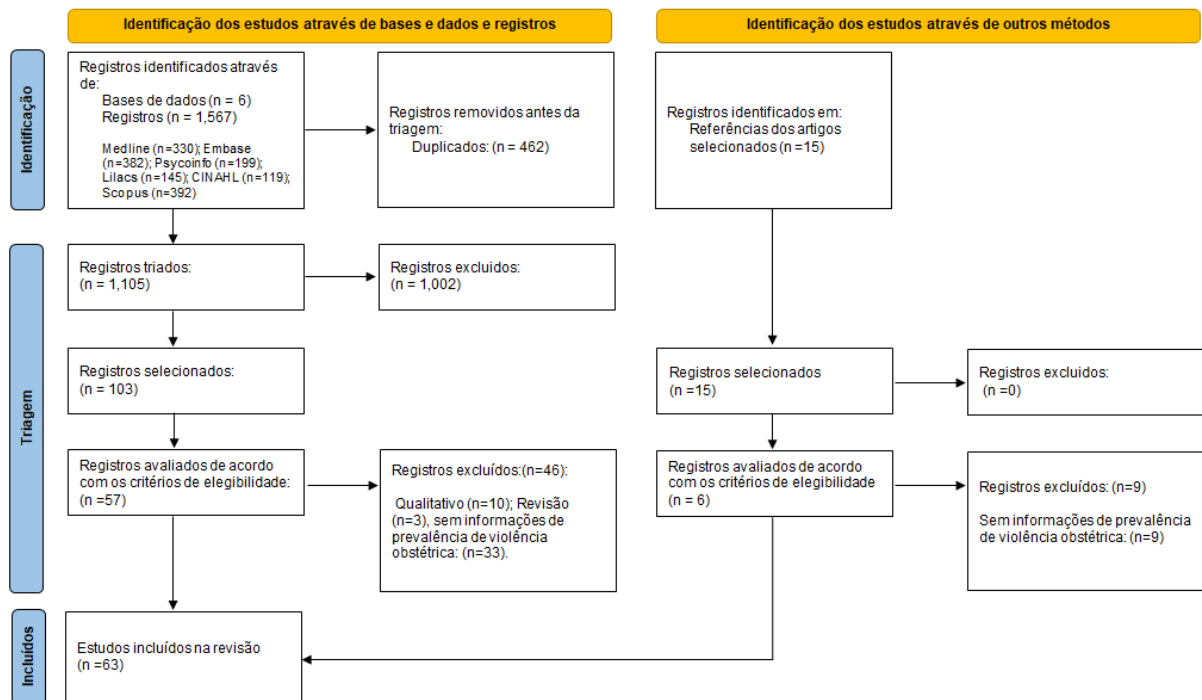 Identificação dos estudos através de bases e dados e registros
Identificação dos estudos através de outros métodos
Identificação
Registros identificados através
de:
Bases de dados (n = 6)
Registros (n = 1,567)
Medline (n=330); Embase
(n=382); Psycoinfo (n=199);
Lilacs (n=145); CINAHL (n=119);
Scopus (n=392)
Registros removidos antes da
triagem:
Duplicados: (n = 462)
Registros identificados em:
Referências dos artigos
selecionados (n =15)
Triagem
Registros triados:
(n = 1,105)
Registros excluidos:
(n = 1,002)
Registros selecionados:
(n = 103)
Registros selecionados
(n =15)
Registros excluidos:
(n =0)
Registros avaliados de acordo
com os critérios de elegibilidade:
(n =57)
Registros excluídos:(n=46):
Qualitativo (n=10); Revisão
(n=3), sem informações de
prevalência de violência
obstétrica: (n=33).
Registros avaliados de acordo
com os critérios de elegibilidade
(n = 6)
Registros excluídos: (n=9)
Sem informações de prevalência
de violência obstétrica: (n=9)
Incluídos
Estudos incluídos na revisão
(n =63)